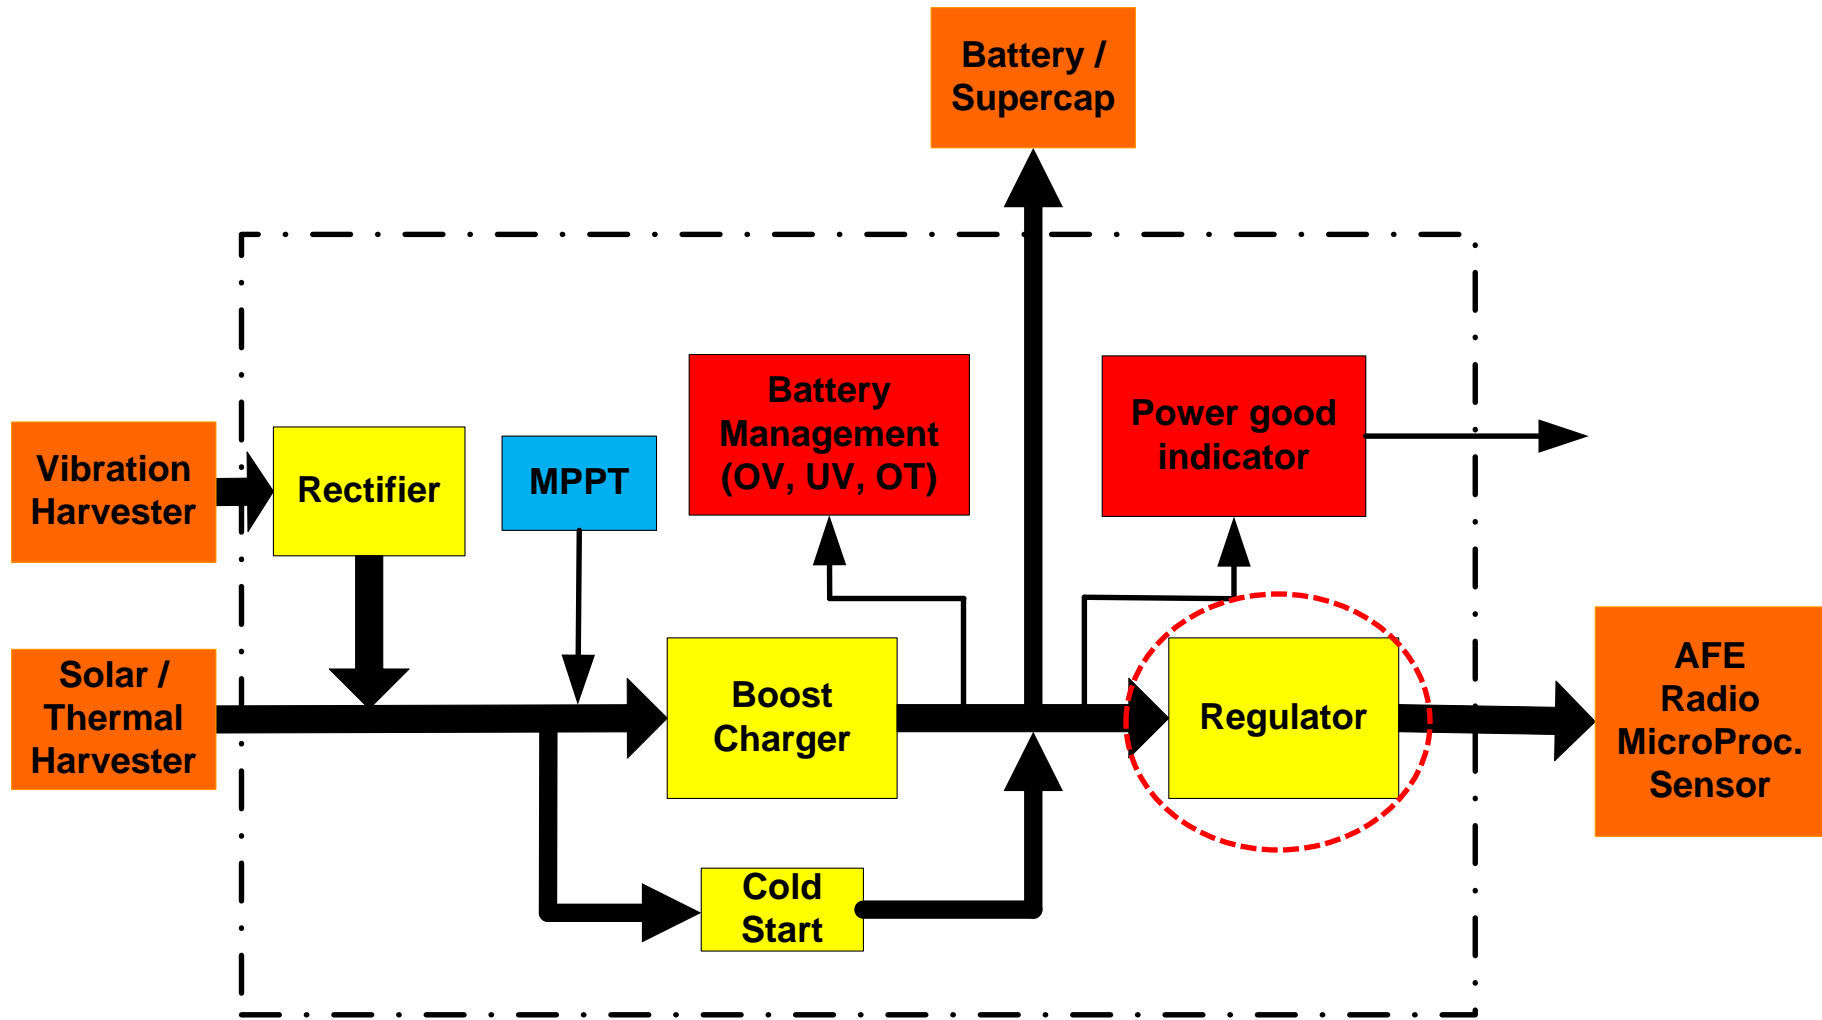 Battery /
Supercap
Battery
Management
(OV, UV, OT)
Power good
indicator
Vibration
Harvester
Rectifier
MPPT
Solar /
Thermal
Harvester
Boost
Charger
Regulator
AFE
Radio
MicroProc.
Sensor
Cold
Start